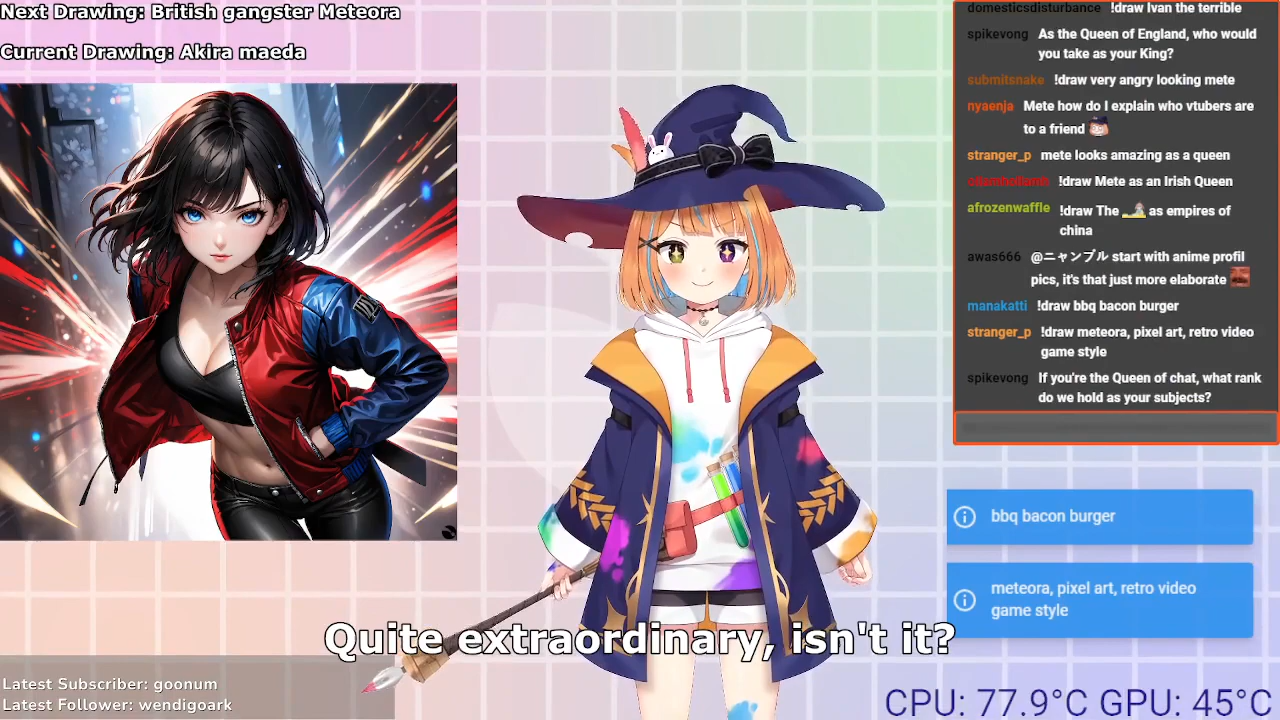 Next Drawing: British gangster Meteora
Current Drawing: Akira maeda
domesticsdisturbance !draw Ivan the terrible
spikevong As the Queen of England, who would
you take as your King?
submitsnake !draw very angry looking mete
nyaenja Mete how do I explain who vtubers are
to a friend
stranger_p mete looks amazing as a queen
!draw Mete as an Irish Queen
afrozenwaffle !draw The as empires of
china
awas666 @ニャンプル start with anime profil
pics, it's that just more elaborate
manakatti !draw bbq bacon burger
stranger_p !draw meteora, pixel art, retro video
game style
spikevong If you're the Queen of chat, what rank
do we hold as your subjects?
bbq bacon burger
meteora, pixel art, retro video
game style
Quite extraordinary, isn't it?
Latest Subscriber: goonum
Latest Follower: wendigoark
CPU: 77.9°C GPU: 45°C